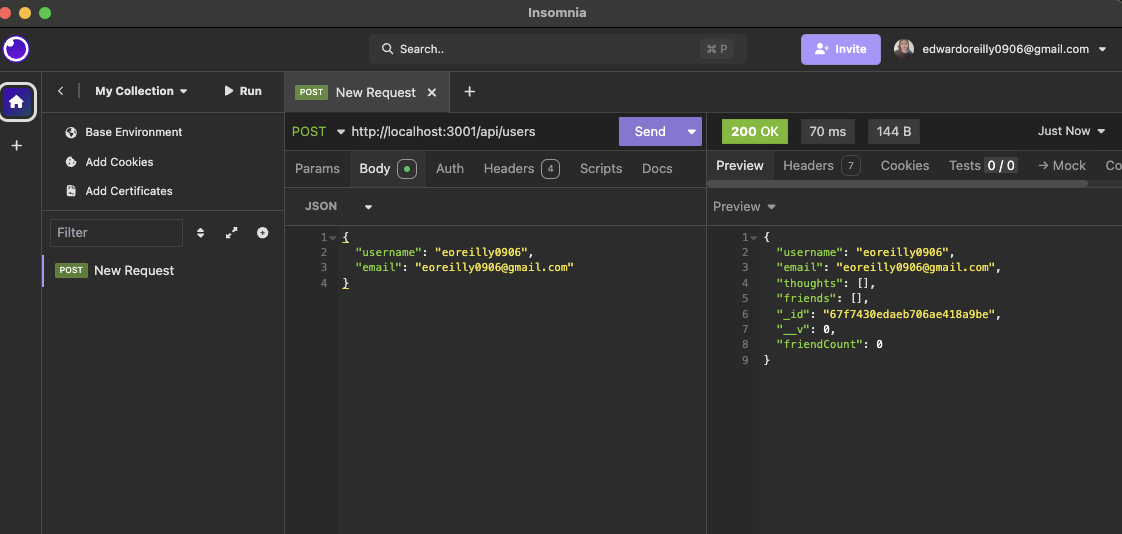 Insomnia
Search..
⌘ P
Invite
edwardoreilly0906@gmail.com
My Collection
Run
POST New Request
Base Environment
Add Cookies
Add Certificates
Filter
POST New Request
POST http://localhost:3001/api/users
Send
200 OK
70 ms
144 B
Just Now
Params
Body
Auth
Headers 4
Scripts
Docs
Preview
Headers 7
Cookies
Tests 0 / 0
Mock
Co
JSON
1 {
2 "username": "eoreilly0906",
3 "email": "eoreilly0906@gmail.com"
4 }
Preview
1 {
2 "username": "eoreilly0906",
3 "email": "eoreilly0906@gmail.com",
4 "thoughts": [],
5 "friends": [],
6 "_id": "67f7430edaeb706ae418a9be",
7 "__v": 0,
8 "friendCount": 0
9 }